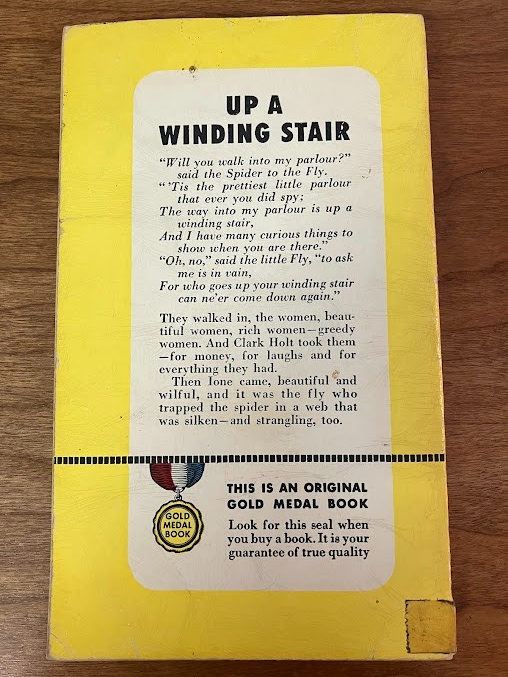 UP A
WINDING STAIR
"Will you walk into my parlour?"
said the Spider to the Fly.
"'Tis the prettiest little parlour
that ever you did spy;
The way into my parlour is up a
winding stair,
And I have many curious things to
show when you are there."
"Oh, no," said the little Fly, "to ask
me is in vain,
For who goes up your winding stair
can ne'er come down again."
They walked in, the women, beau-
tiful women, rich women—greedy
women. And Clark Holt took them
—for money, for laughs and for
everything they had.
Then Ione came, beautiful and
wilful, and it was the fly who
trapped the spider in a web that
was silken—and strangling, too.
GOLD
MEDAL
BOOK
THIS IS AN ORIGINAL
GOLD MEDAL BOOK
Look for this seal when
you buy a book. It is your
guarantee of true quality